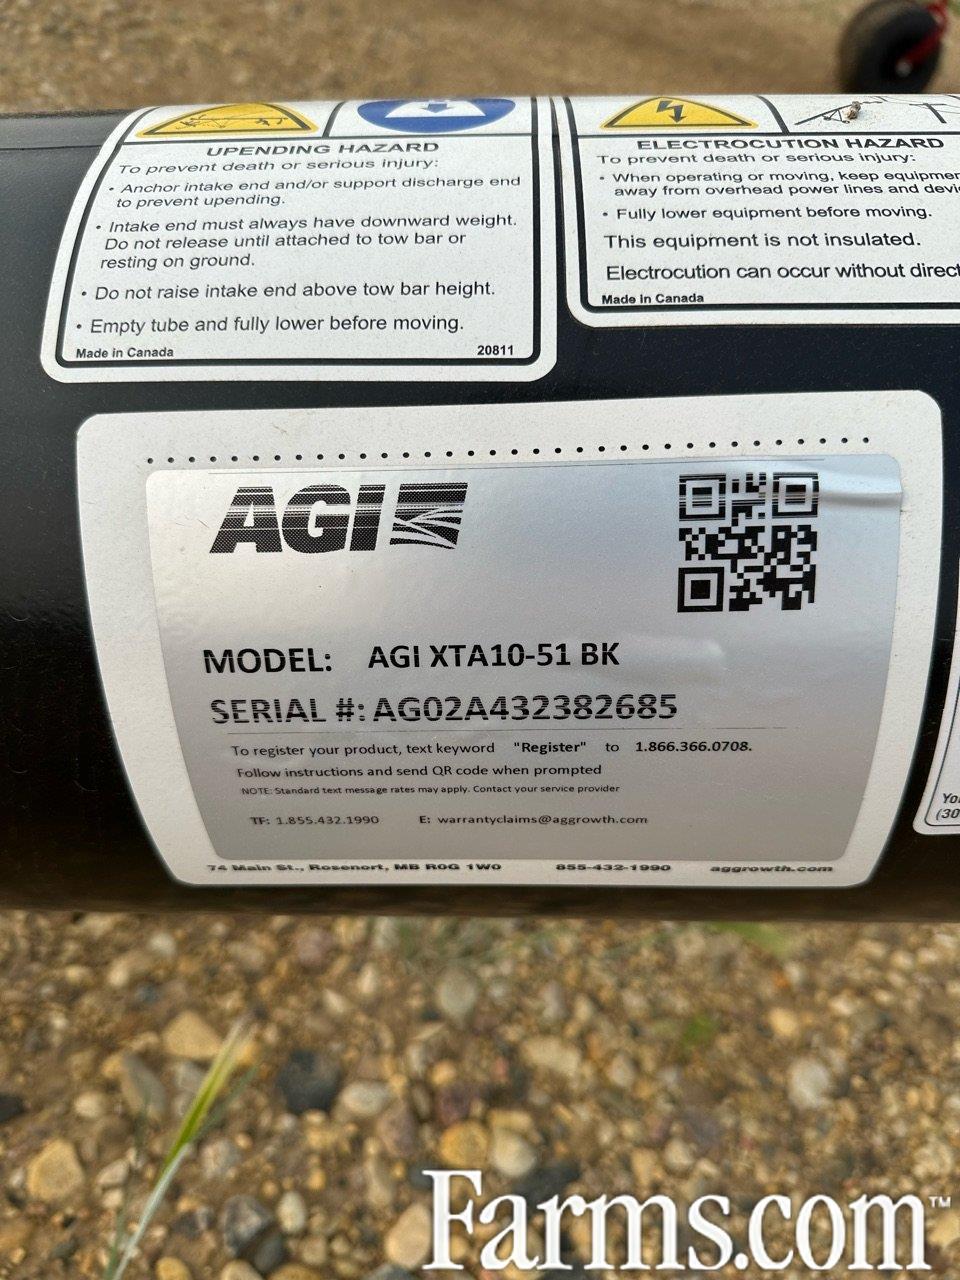 UPENDING HAZARD
To prevent death or serious injury:
• Anchor intake end and/or support discharge end
to prevent upending.
• Intake end must always have downward weight.
Do not release until attached to tow bar or
resting on ground.
• Do not raise intake end above tow bar height.
• Empty tube and fully lower before moving.
Made in Canada 20811
ELECTROCUTION HAZARD
To prevent death or serious injury:
• When operating or moving, keep
away from overhead power lines and
• Fully lower equipment before moving.
This equipment is not insulated.
Electrocution can occur without direct
Made in Canada
AGI
MODEL: AGI XTA10-51 BK
SERIAL #: AG02A432382685
To register your product, text keyword "Register" to 1.866.366.0708.
Follow instructions and send QR code when prompted
NOTE: Standard text message rates may apply. Contact your service provider
TF: 1.855.432.1990 E: warrantyclaims@aggrowth.com
74 Main St., Rosenort, MB R0G 1W0 855-432-1990 aggrowth.com
(30
Farms.com™